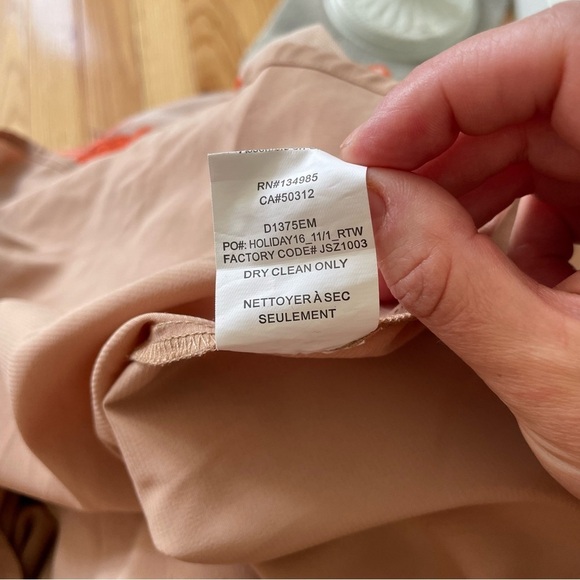 RN#134985
CA#50312
D1375EM
PO#: HOLIDAY16_11/1_RTW
FACTORY CODE# JSZ1003
DRY CLEAN ONLY
NETTOYER À SEC
SEULEMENT